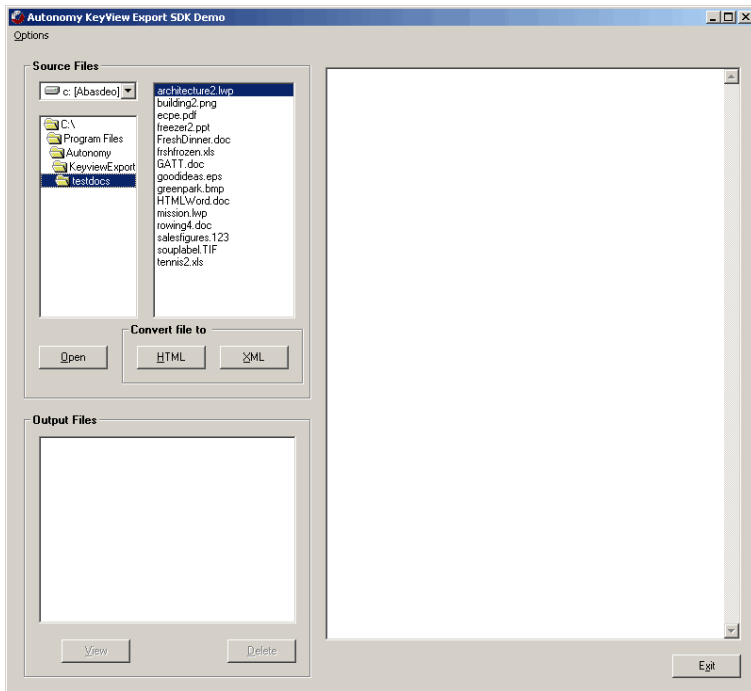 Autonomy KeyView Export SDK Demo
Options
Source Files
c: [Abasdeo]
C:\
Program Files
Autonomy
KeyviewExport
testdocs
architecture2.lwp
building2.png
ecpe.pdf
freezer2.ppt
FreshDinner.doc
frshfrozen.xls
GATT.doc
goodideas.eps
greenpark.bmp
HTMLWord.doc
mission.lwp
rowing4.doc
salesfigures.123
souplabel.TIF
tennis2.xls
Open
Convert file to
HTML
XML
Output Files
View
Delete
Exit